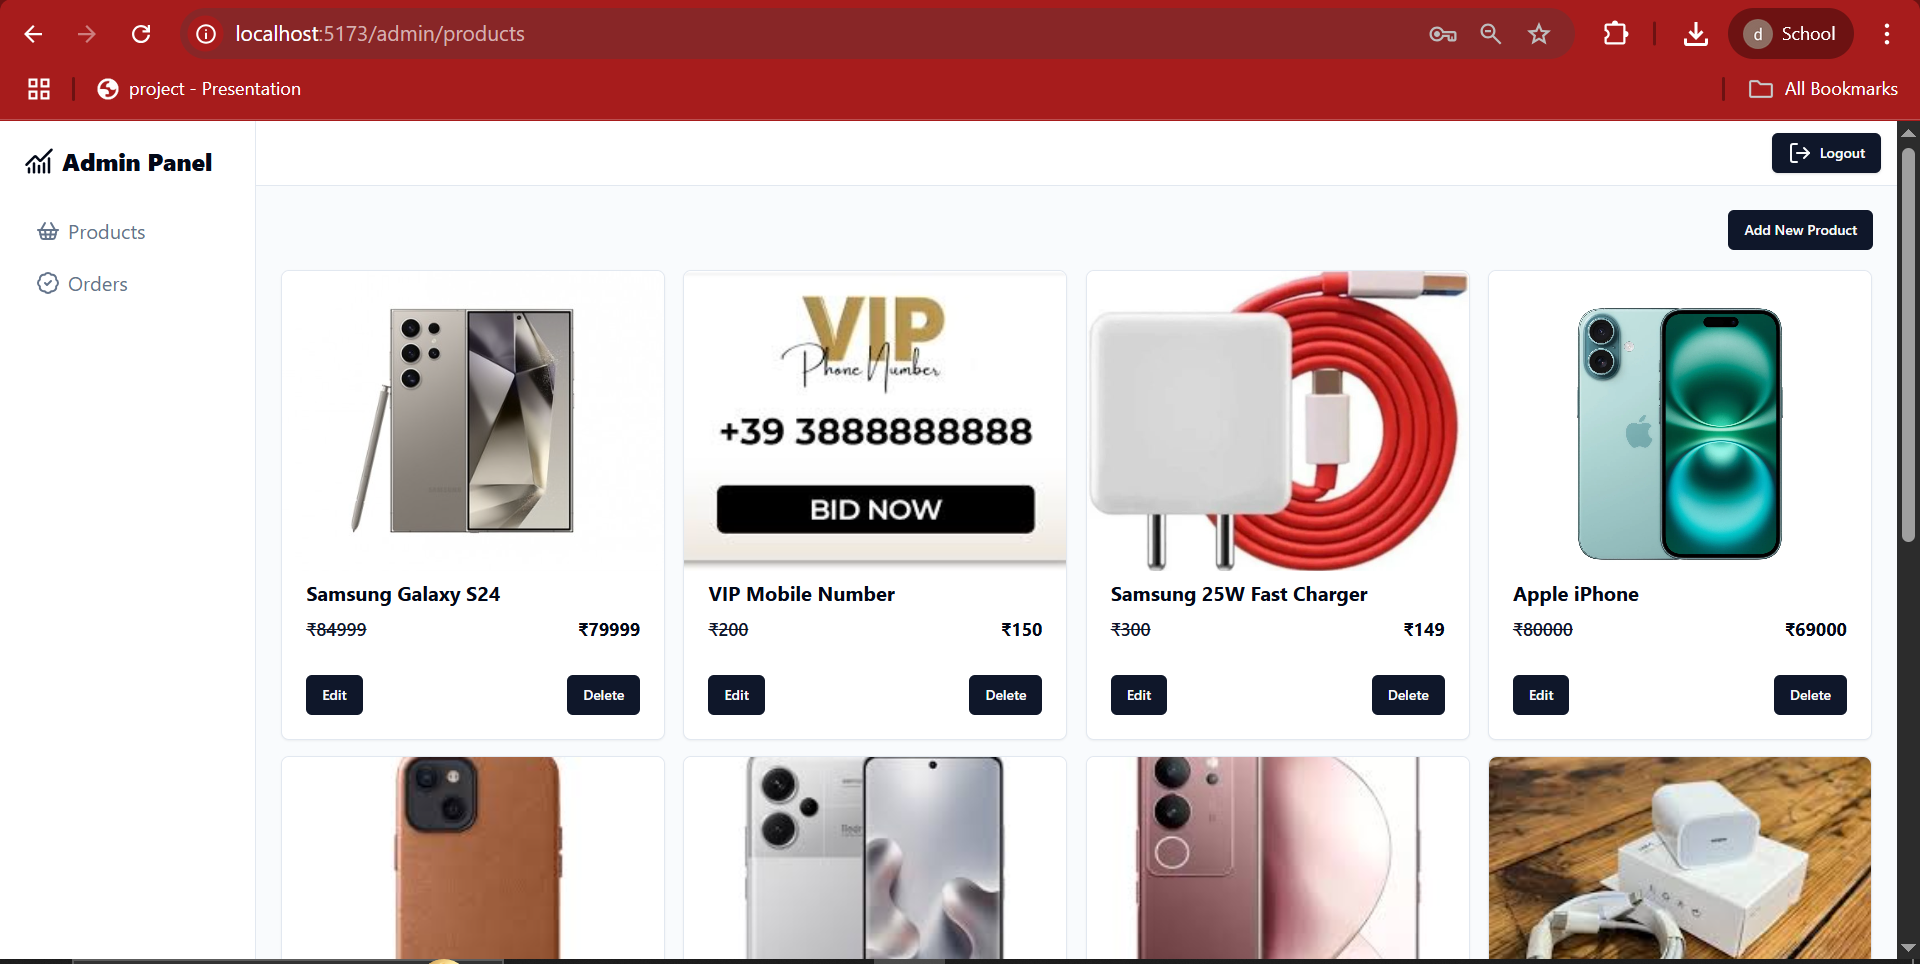 localhost:5173/admin/products
d School
project - Presentation
All Bookmarks
Admin Panel
Logout
Products
Orders
Add New Product
VIP
Phone Number
+39 3888888888
BID NOW
Samsung Galaxy S24
₹84999 ₹79999
Edit Delete
VIP Mobile Number
₹200 ₹150
Edit Delete
Samsung 25W Fast Charger
₹300 ₹149
Edit Delete
Apple iPhone
₹80000 ₹69000
Edit Delete